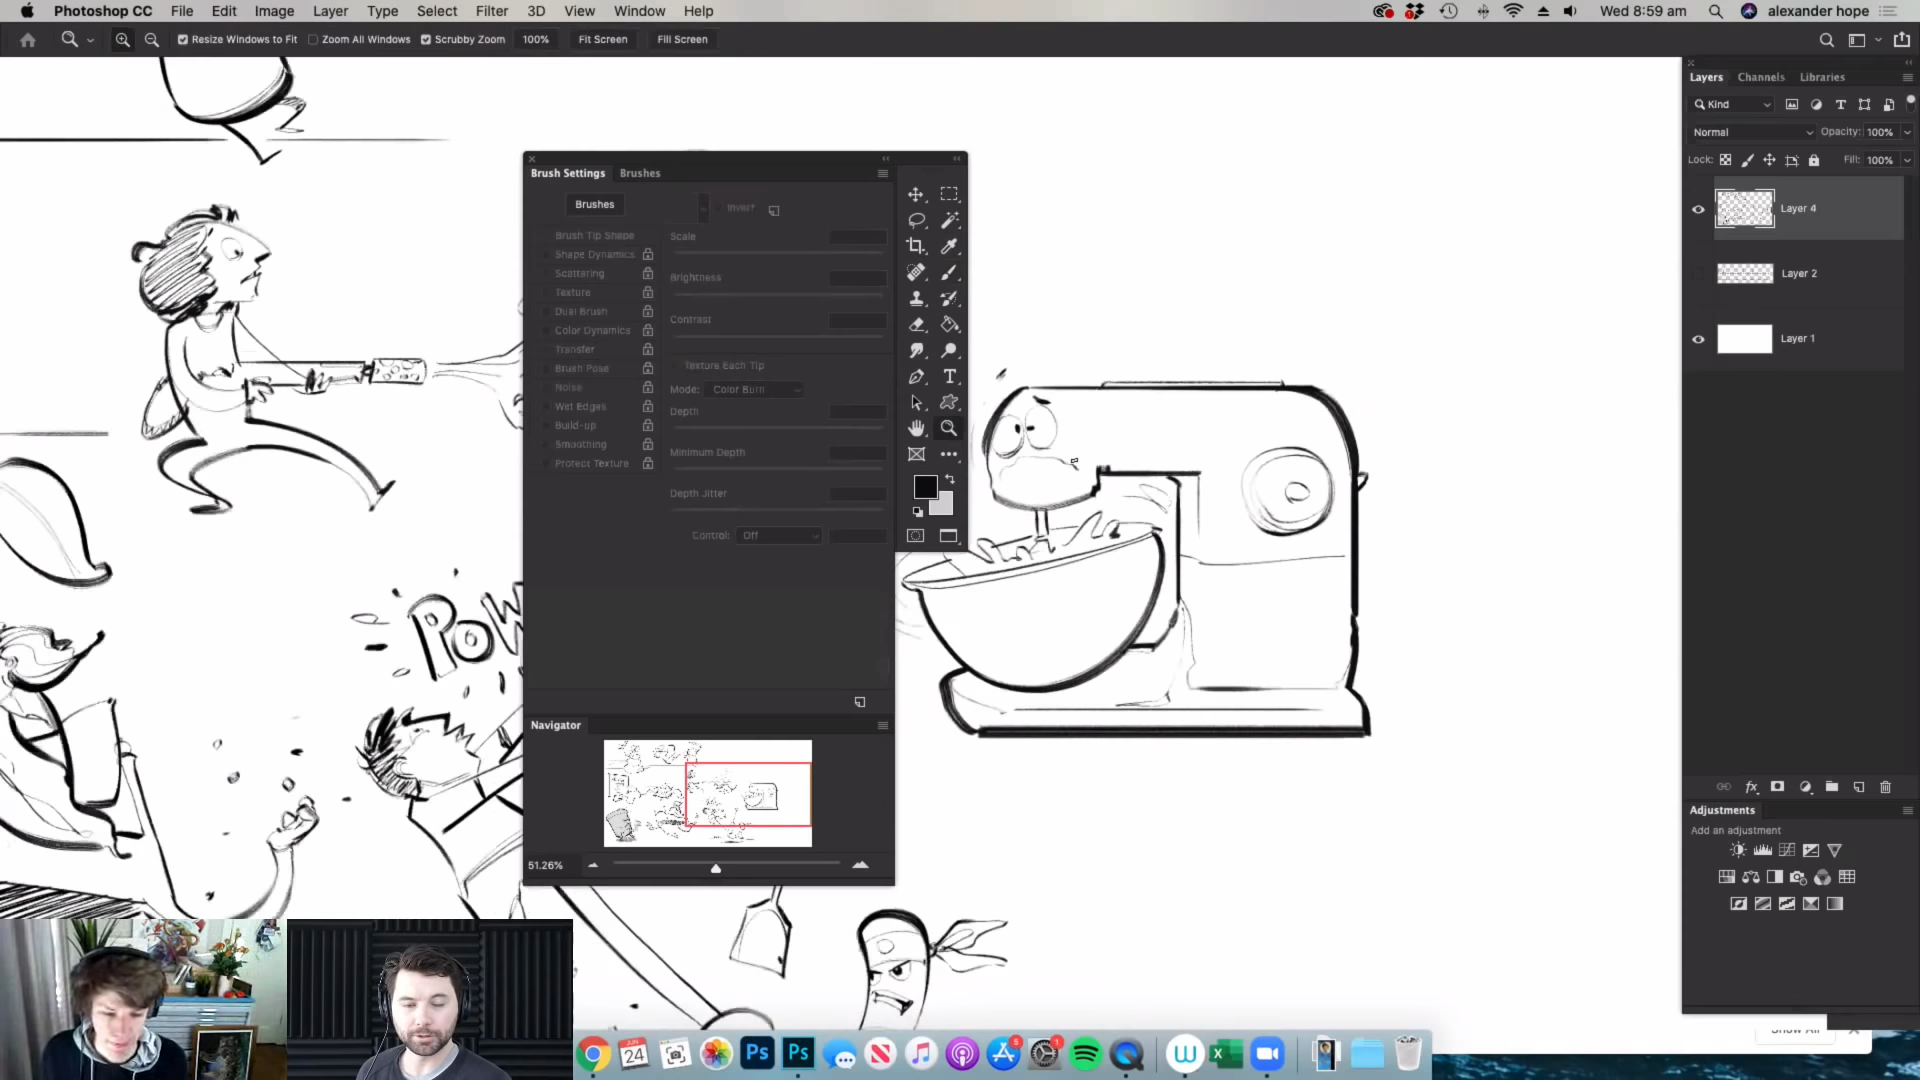 Photoshop CC File Edit Image Layer Type Select Filter 3D View Window Help
Wed 8:59 am alexander hope
Resize Windows to Fit Zoom All Windows Scrubby Zoom 100% Fit Screen Fill Screen
Layers Channels Libraries
Kind
Normal Opacity: 100%
Lock: Fill: 100%
Layer 4
Layer 2
Layer 1
Brush Settings Brushes
Brushes
Invert
Brush Tip Shape
Scale
Shape Dynamics
Scattering
Brightness
Texture
Dual Brush
Contrast
Color Dynamics
Transfer
Texture Each Tip
Brush Pose
Noise
Mode: Color Burn
Wet Edges
Depth
Build-up
Smoothing
Minimum Depth
Protect Texture
Depth Jitter
Control: Off
POW
Navigator
51.26%
Adjustments
Add an adjustment
Show All
JUN
24
Ps
Ps
5
1
W
X